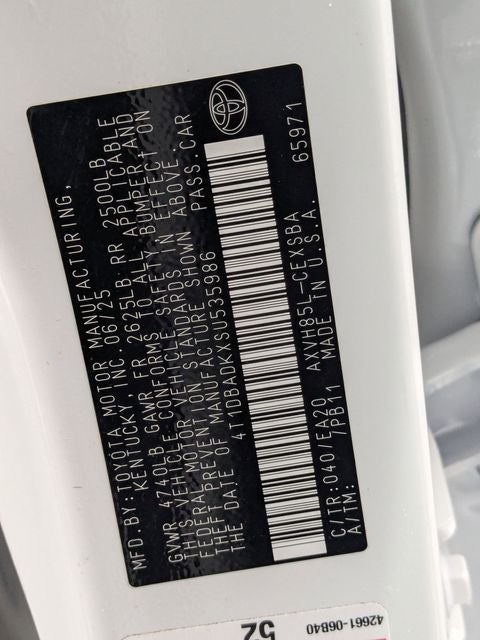 MFD BY:TOYOTA MOTOR MANUFACTURING,
KENTUCKY, INC. 06/25
GVWR 4740LB GAWR FR 2625LB RR 2500LB
THIS VEHICLE CONFORMS TO ALL APPLICABLE
FEDERAL MOTOR VEHICLE SAFETY, BUMPER, AND
THEFT PREVENTION STANDARDS IN EFFECT ON
THE DATE OF MANUFACTURE SHOWN ABOVE.
4T1DBADK7SU535986 PASS.CAR
C/TR:040/EA20 AXVH85L-CEXSBA 65971
A/TM: /PB11 MADE IN U.S.A.
42661-06B40
52